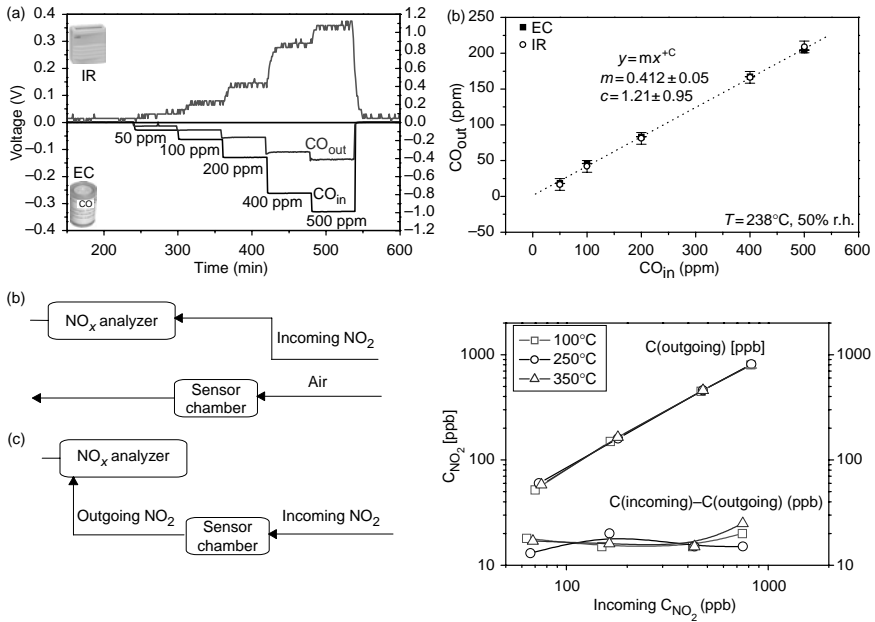 (a)
0.4
0.3
0.2
0.1
0.0
−0.1
−0.2
−0.3
−0.4
Voltage (V)
IR
EC
CO
50 ppm
100 ppm
200 ppm
400 ppm
500 ppm
CO_out
CO_in
1.2
1.0
0.8
0.6
0.4
0.2
0.0
−0.2
−0.4
−0.6
−0.8
−1.0
1.2
200 300 400 500 600
Time (min)
(b)
EC
IR
y=mx+C
m=0.412±0.05
c=1.21±0.95
250
200
150
100
50
0
−50
CO_out (ppm)
T=238°C, 50% r.h.
0 100 200 300 400 500 600
CO_in (ppm)
(b)
NO_x analyzer
Incoming NO_2
Sensor
chamber
Air
(c)
NO_x analyzer
Outgoing NO_2
Sensor
chamber
Incoming NO_2
100°C
250°C
350°C
C(outgoing) [ppb]
C(incoming)–C(outgoing) (ppb)
1000
100
10
C_NO_2 [ppb]
1000
100
10
100 1000
Incoming C_NO_2 (ppb)